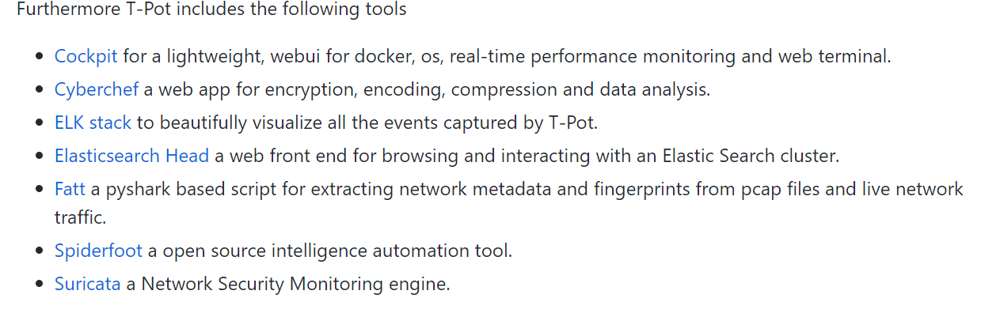 Furthermore T-Pot includes the following tools
• Cockpit for a lightweight, webui for docker, os, real-time performance monitoring and web terminal.
• Cyberchef a web app for encryption, encoding, compression and data analysis.
• ELK stack to beautifully visualize all the events captured by T-Pot.
• Elasticsearch Head a web front end for browsing and interacting with an Elastic Search cluster.
• Fatt a pyshark based script for extracting network metadata and fingerprints from pcap files and live network
traffic.
• Spiderfoot a open source intelligence automation tool.
• Suricata a Network Security Monitoring engine.